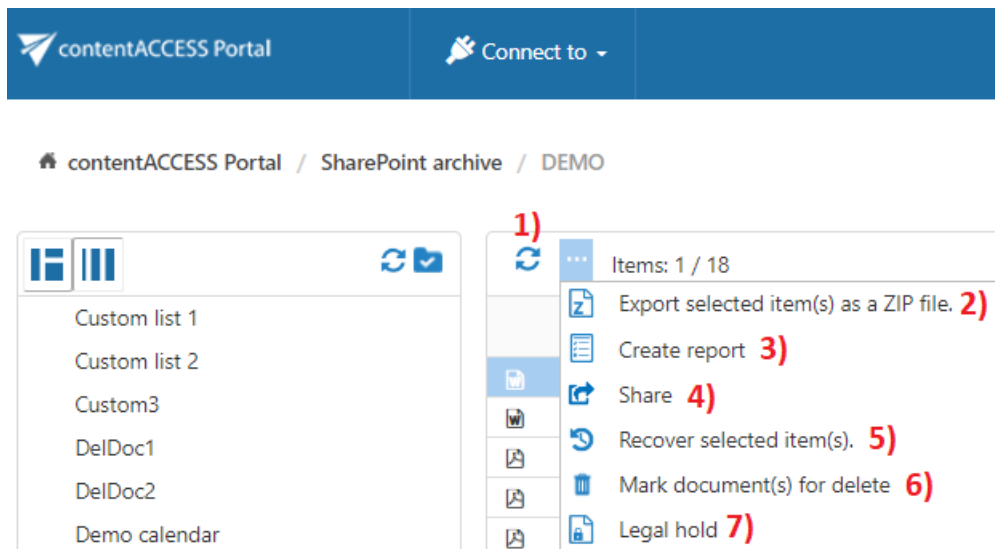 contentACCESS Portal
Connect to
contentACCESS Portal / SharePoint archive / DEMO
1)
Items: 1 / 18
Export selected item(s) as a ZIP file. 2)
Custom list 1
Create report 3)
Custom list 2
Share 4)
Custom3
Recover selected item(s). 5)
DelDoc1
Mark document(s) for delete 6)
DelDoc2
Legal hold 7)
Demo calendar